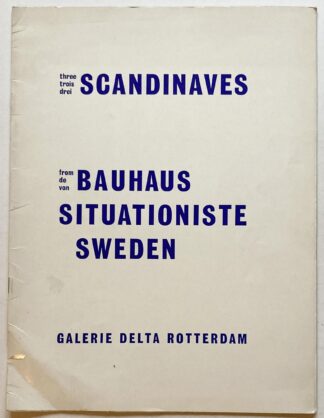 three
trois
drei
SCANDINAVES
from
de
von
BAUHAUS
SITUATIONISTE
SWEDEN
GALERIE DELTA ROTTERDAM